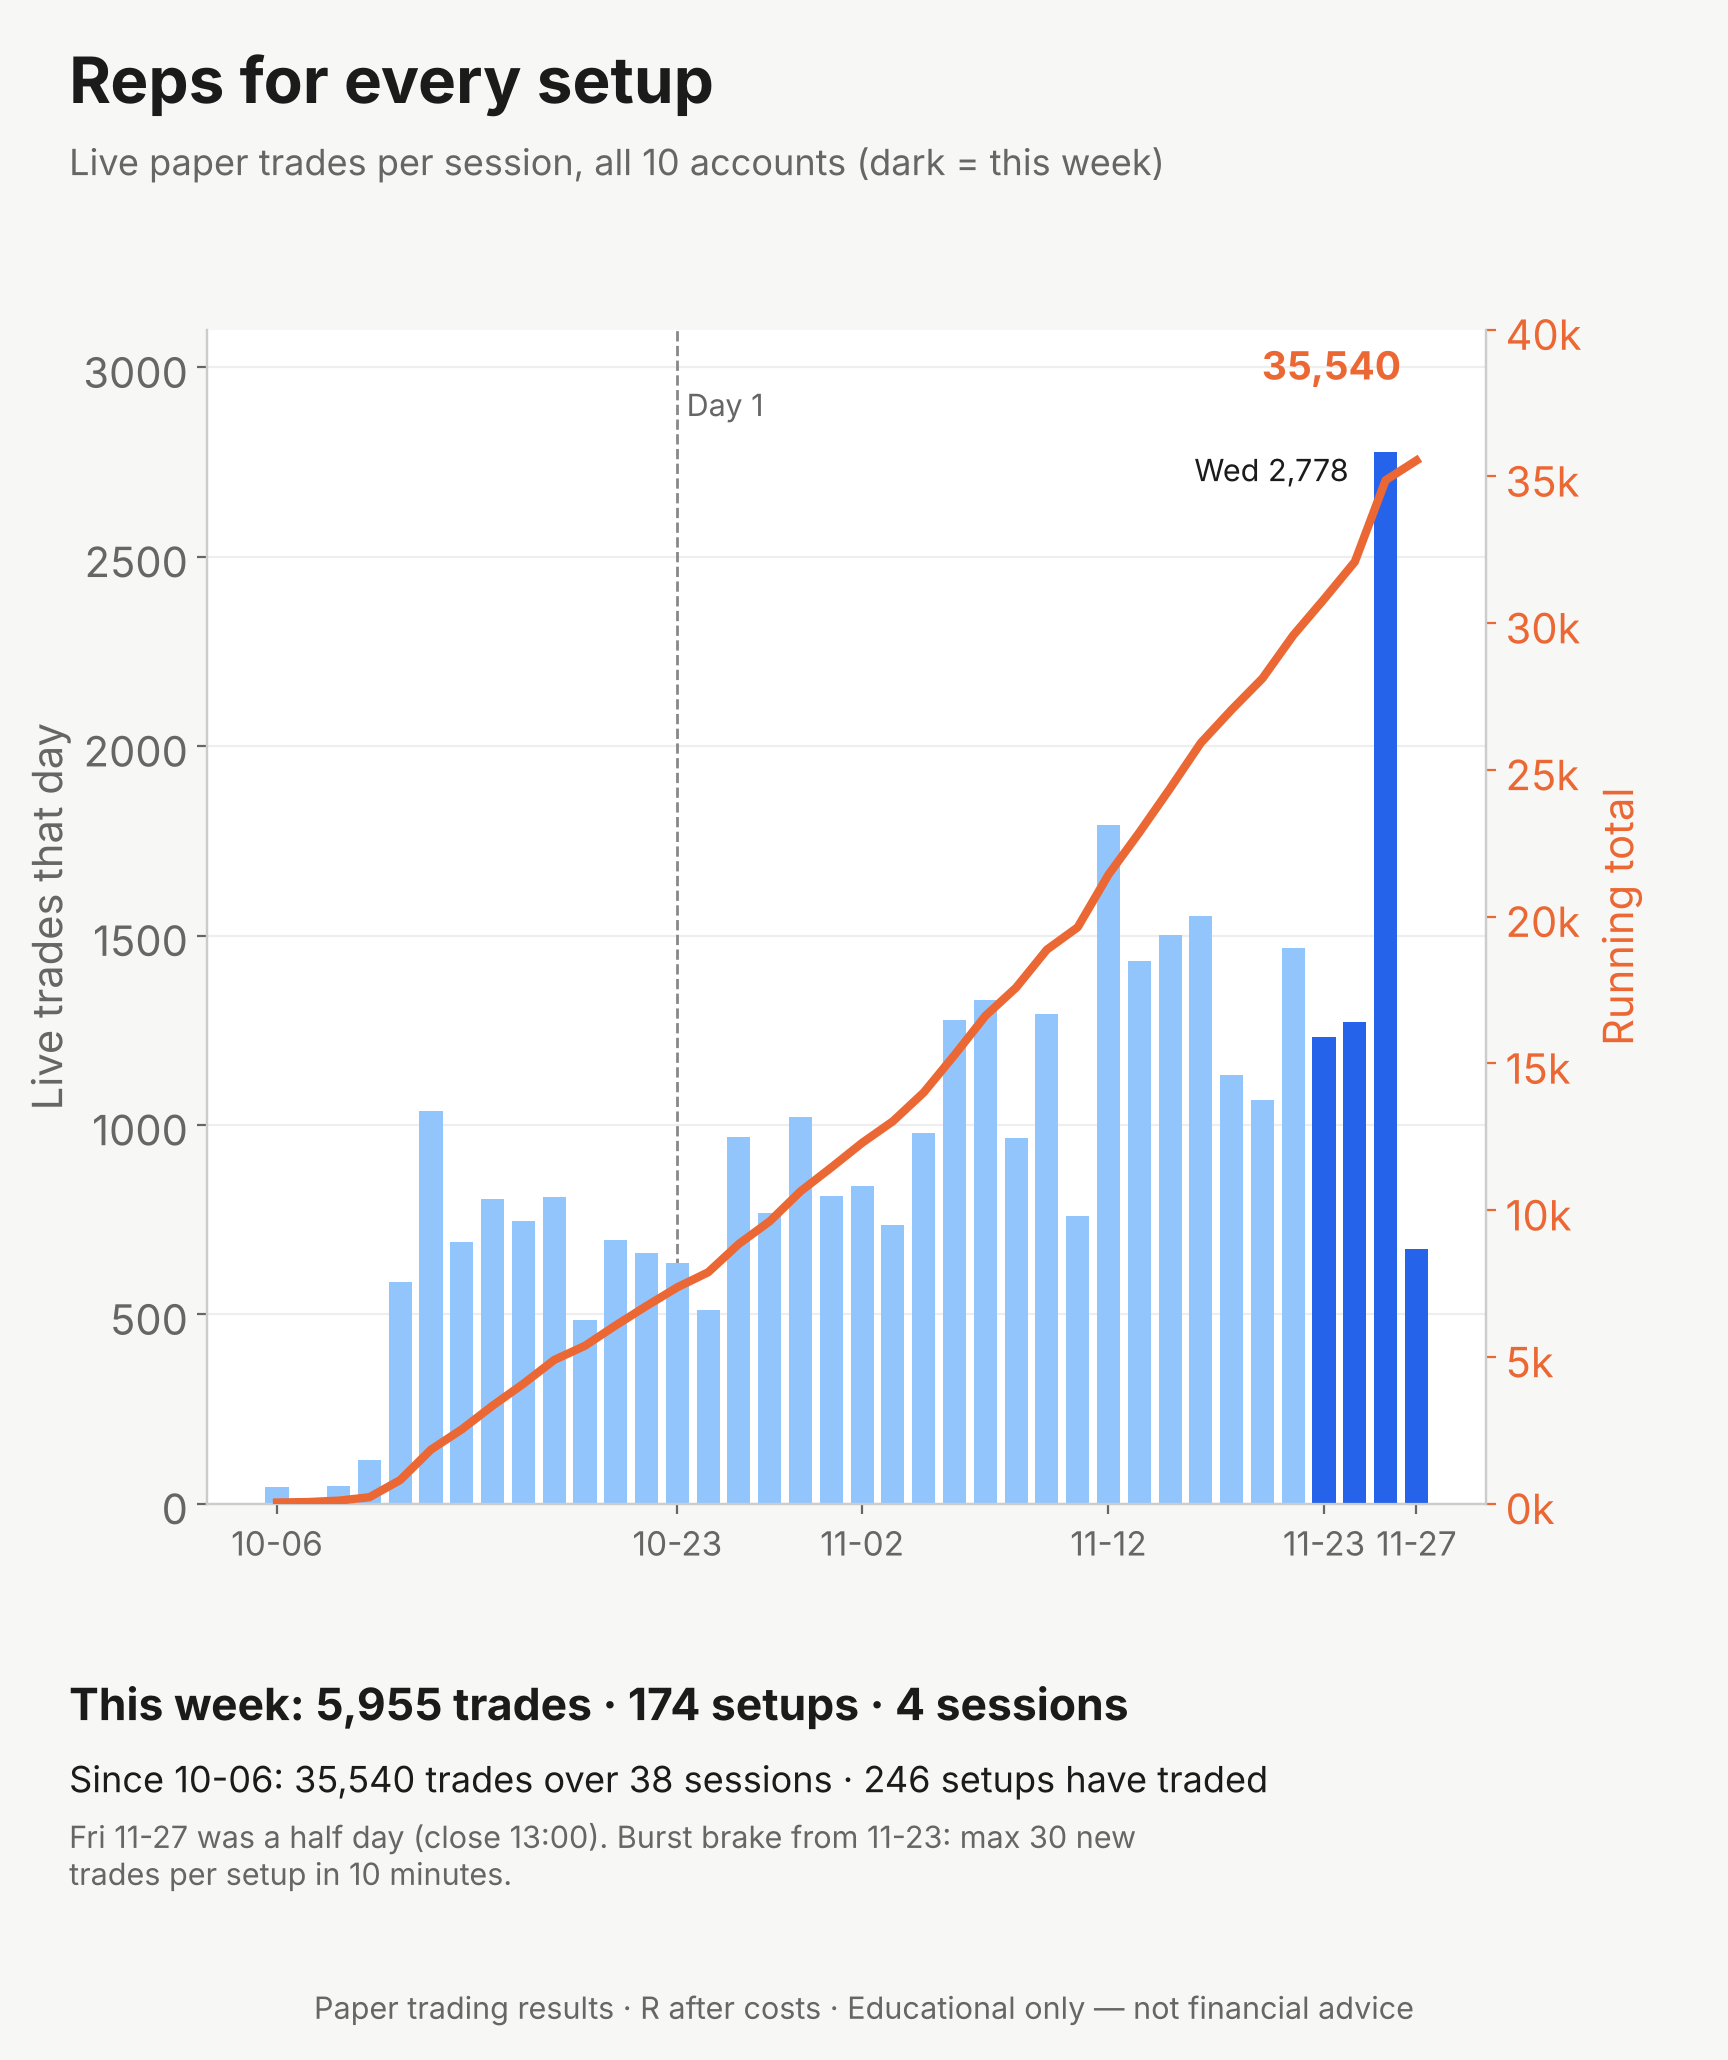 Reps for every setup
Live paper trades per session, all 10 accounts (dark = this week)
40k
35,540
3000
Day 1
Wed 2,778
35k
2500
30k
2000
25k
Live trades that day
Running total
1500
20k
15k
1000
10k
500
5k
0
0k
10-06
10-23
11-02
11-12
11-23
11-27
This week: 5,955 trades · 174 setups · 4 sessions
Since 10-06: 35,540 trades over 38 sessions · 246 setups have traded
Fri 11-27 was a half day (close 13:00). Burst brake from 11-23: max 30 new
trades per setup in 10 minutes.
Paper trading results · R after costs · Educational only — not financial advice